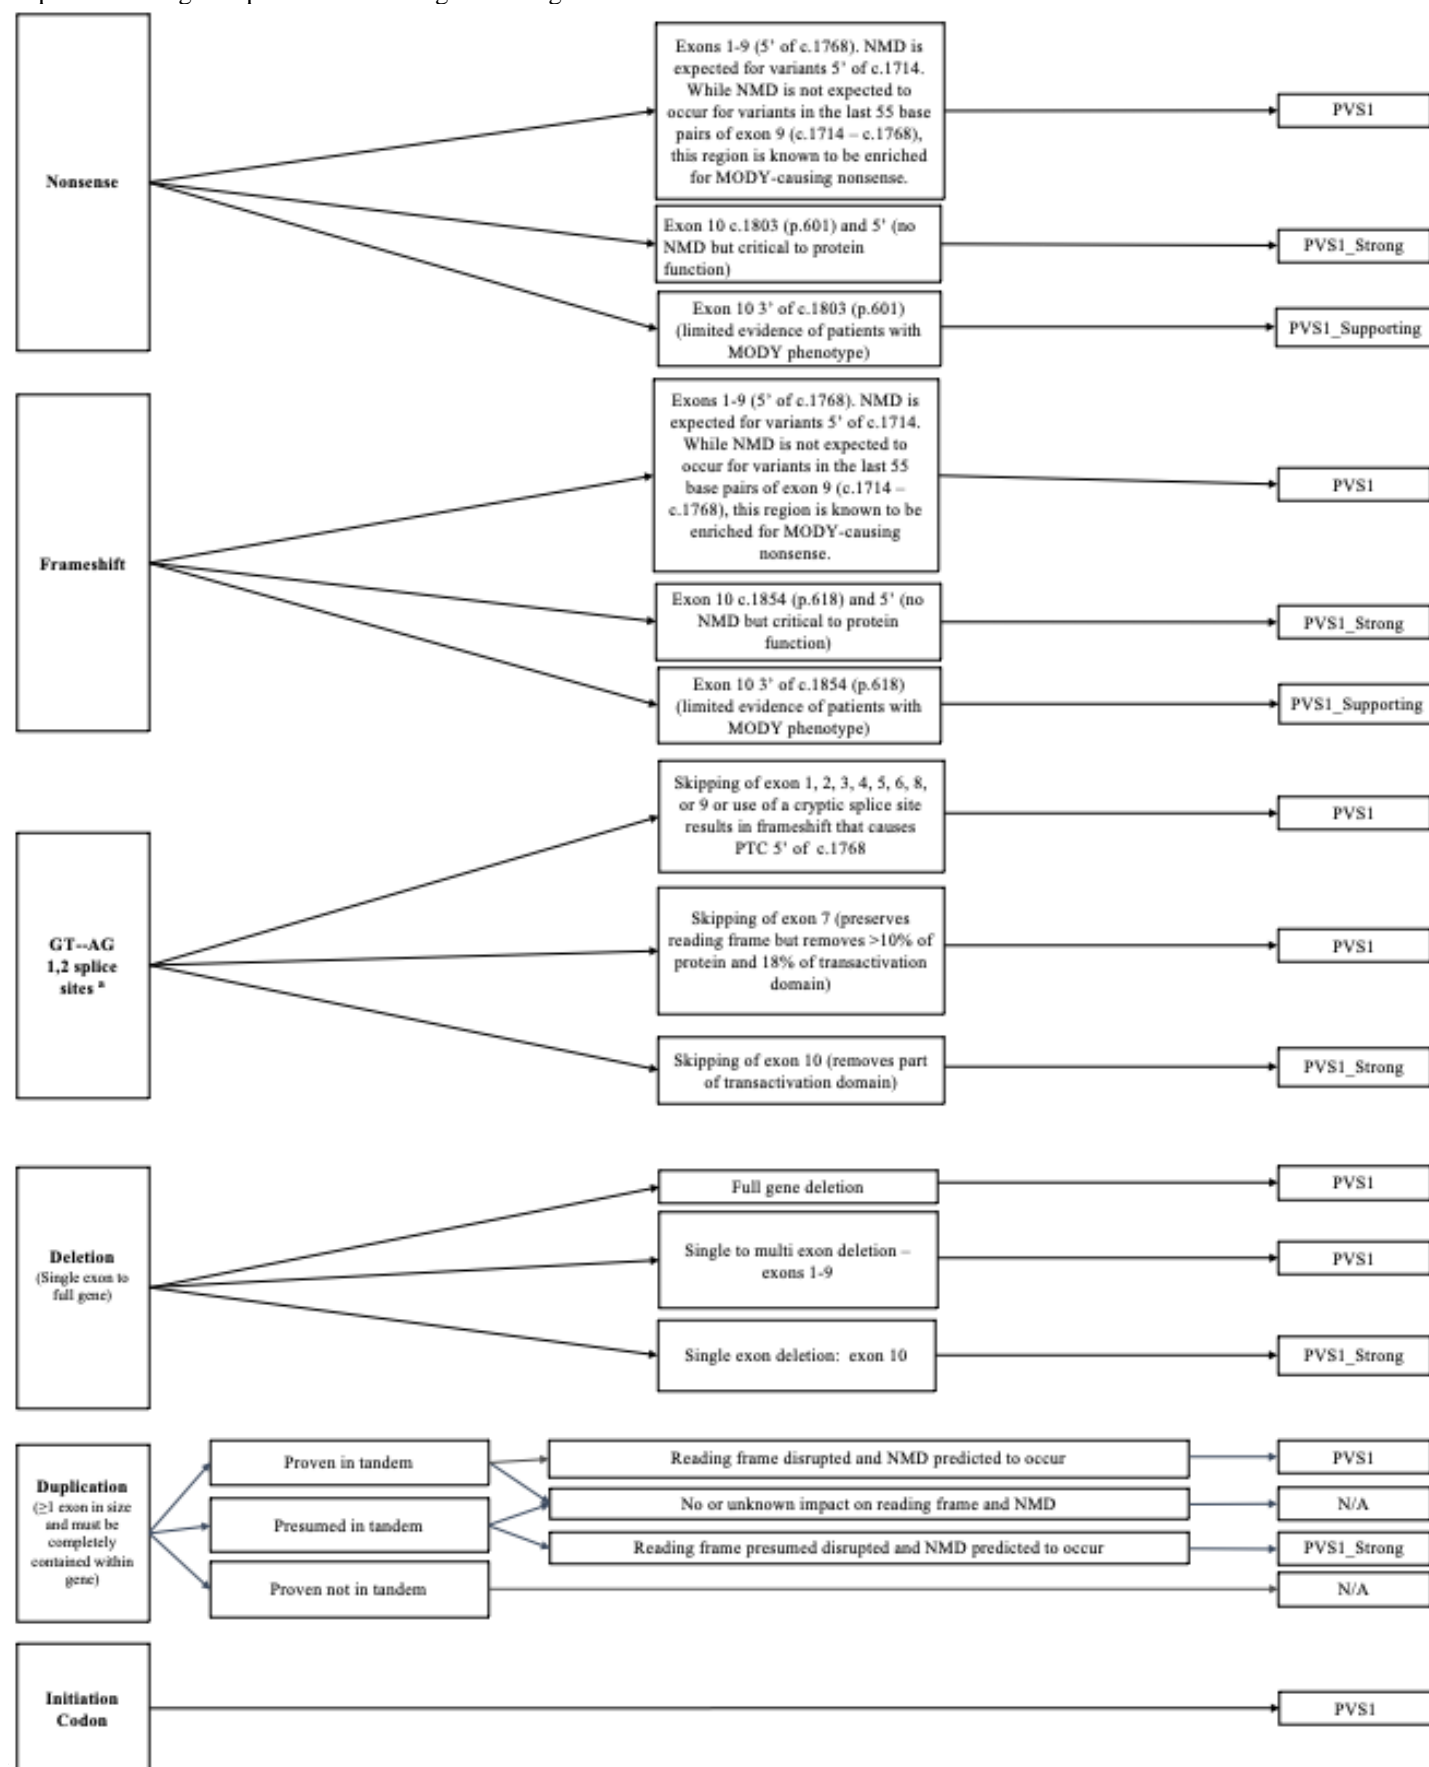 Nonsense
Exons 1-9 (5’ of c.1768). NMD is
expected for variants 5’ of c.1714.
While NMD is not expected to
occur for variants in the last 55 base
pairs of exon 9 (c.1714 – c.1768),
this region is known to be enriched
for MODY-causing nonsense.
PVS1
Exon 10 c.1803 (p.601) and 5’ (no
NMD but critical to protein
function)
PVS1_Strong
Exon 10 3’ of c.1803 (p.601)
(limited evidence of patients with
MODY phenotype)
PVS1_Supporting
Frameshift
Exons 1-9 (5’ of c.1768). NMD is
expected for variants 5’ of c.1714.
While NMD is not expected to
occur for variants in the last 55
base pairs of exon 9 (c.1714 –
c.1768), this region is known to be
enriched for MODY-causing
nonsense.
PVS1
Exon 10 c.1854 (p.618) and 5’ (no
NMD but critical to protein
function)
PVS1_Strong
Exon 10 3’ of c.1854 (p.618)
(limited evidence of patients with
MODY phenotype)
PVS1_Supporting
GT--AG
1,2 splice
sites ª
Skipping of exon 1, 2, 3, 4, 5, 6, 8,
or 9 or use of a cryptic splice site
results in frameshift that causes
PTC 5’ of c.1768
PVS1
Skipping of exon 7 (preserves
reading frame but removes >10% of
protein and 18% of transactivation
domain)
PVS1
Skipping of exon 10 (removes part
of transactivation domain)
PVS1_Strong
Deletion
(Single exon to
full gene)
Full gene deletion
PVS1
Single to multi exon deletion –
exons 1-9
PVS1
Single exon deletion: exon 10
PVS1_Strong
Duplication
(≥1 exon in size
and must be
completely
contained within
gene)
Proven in tandem
Reading frame disrupted and NMD predicted to occur
PVS1
No or unknown impact on reading frame and NMD
N/A
Presumed in tandem
Reading frame presumed disrupted and NMD predicted to occur
PVS1_Strong
Proven not in tandem
N/A
Initiation
Codon
PVS1